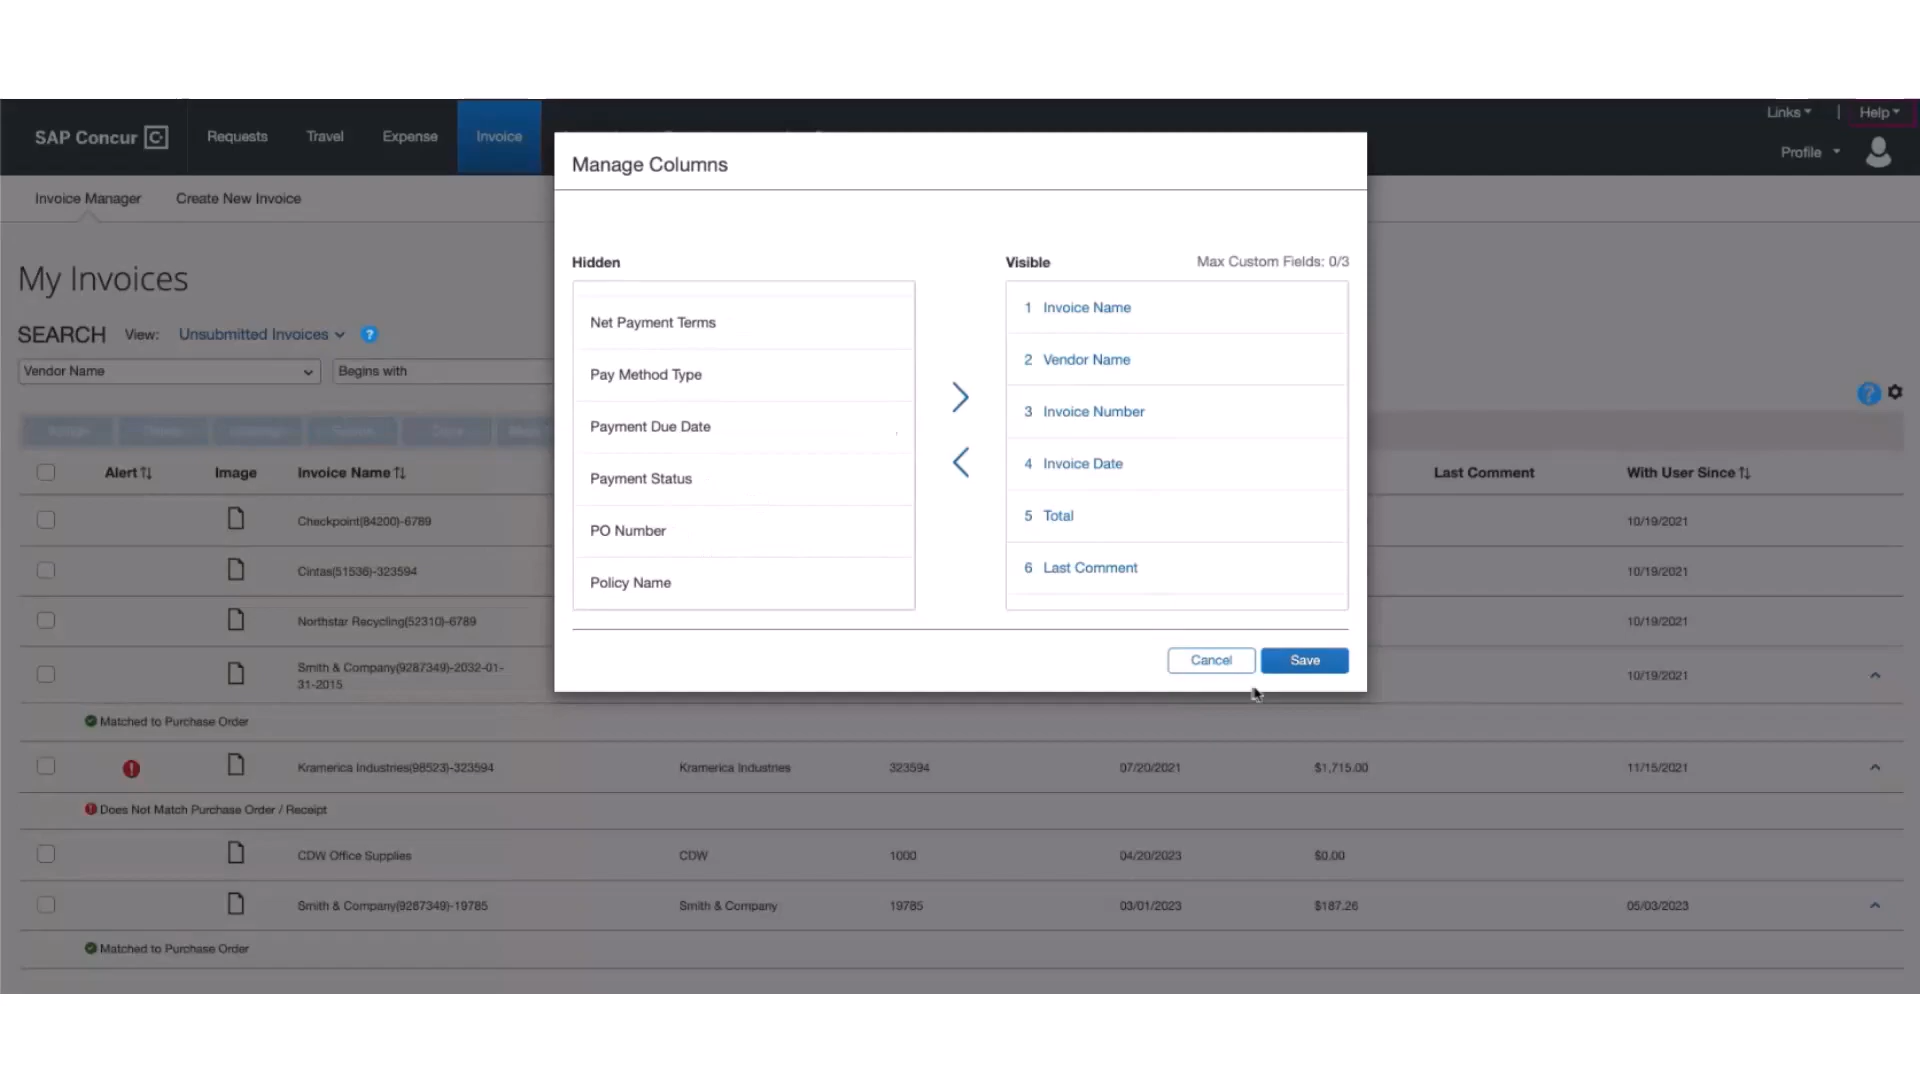 SAP Concur C
Requests
Travel
Expense
Invoice
Links
Help
Profile
Invoice Manager
Create New Invoice
My Invoices
SEARCH View: Unsubmitted Invoices ?
Vendor Name
Begins with
?
Manage Columns
Hidden
Net Payment Terms
Pay Method Type
Payment Due Date
Payment Status
PO Number
Policy Name
Visible
Max Custom Fields: 0/3
1 Invoice Name
2 Vendor Name
3 Invoice Number
4 Invoice Date
5 Total
6 Last Comment
Cancel
Save
Alert Image Invoice Name Last Comment With User Since
Checkpoint(84200)-6789 10/19/2021
Cintas(51536)-323594 10/19/2021
Northstar Recycling(52310)-6789 10/19/2021
Smith & Company(9287349)-2032-01-
31-2015 10/19/2021
Matched to Purchase Order
Kramerica Industries(98523)-323594 Kramerica Industries 323594 07/20/2021 $1,715.00 11/15/2021
Does Not Match Purchase Order / Receipt
CDW Office Supplies CDW 1000 04/20/2023 $0.00
Smith & Company(9287349)-19785 Smith & Company 19785 03/01/2023 $187.26 05/03/2023
Matched to Purchase Order